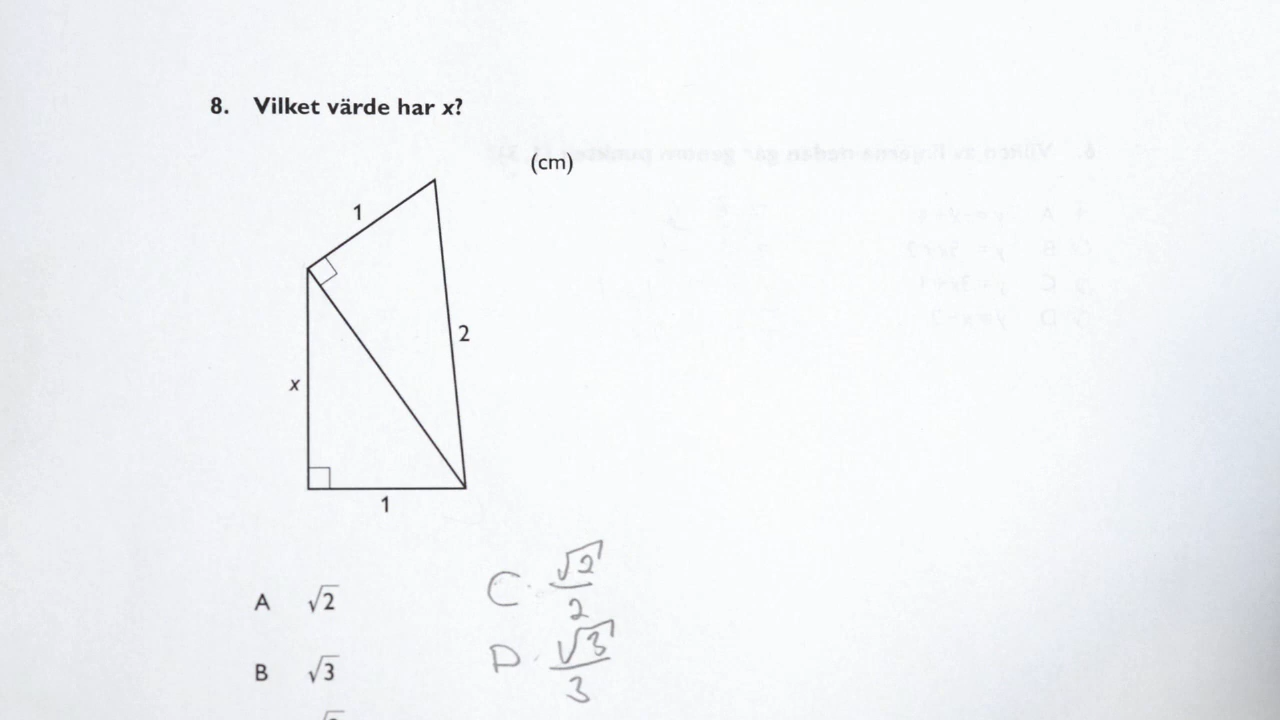 8. Vilket värde har x?
(cm)
1
2
x
1
A √2
B √3
C. √2/2
D. √3/3